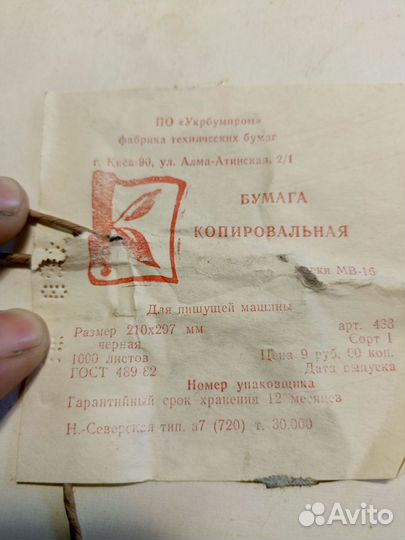 ПО «Укрбумпром»
фабрика технических бумаг
г. Киев-90, ул. Алма-Атинская, 2/1
БУМАГА
КОПИРОВАЛЬНАЯ
МВ-16
Для пишущей машины
Размер 210х297 мм арт. 433
черная Сорт 1
1000 листов Цена 9 руб. 90 коп.
ГОСТ 489-82 Дата выпуска
Номер упаковщика
Гарантийный срок хранения 12 месяцев
Н.-Северская тип. з7 (720) т. 30.000
Avito